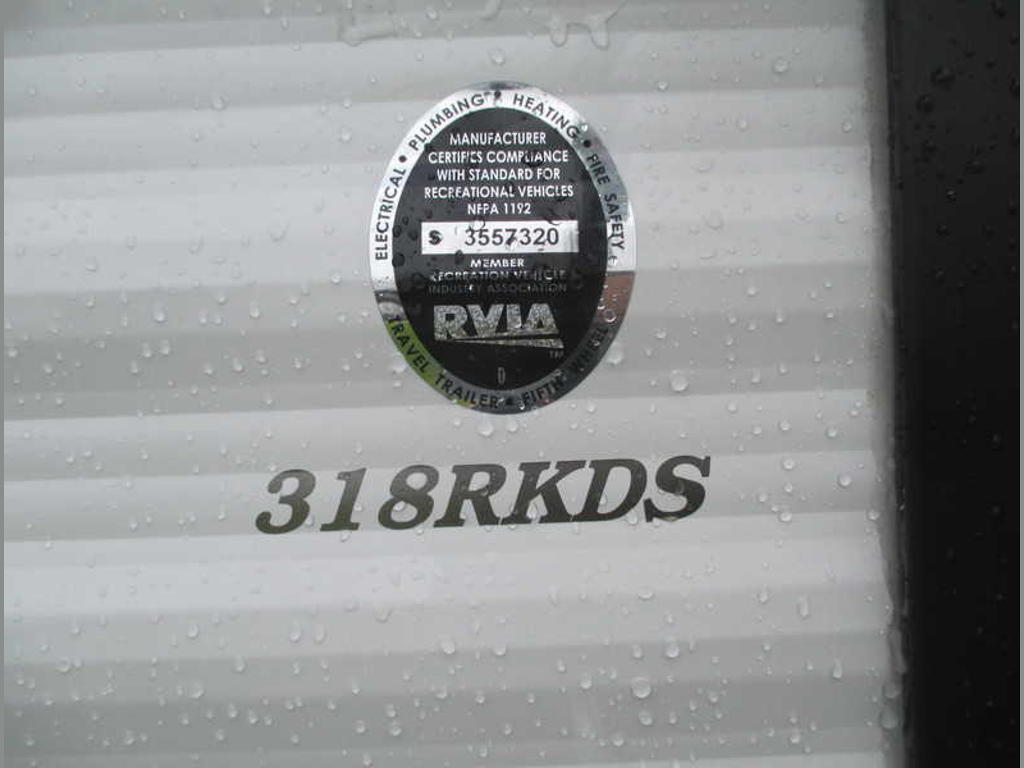 ELECTRICAL • PLUMBING • HEATING • FIRE SAFETY
MANUFACTURER
CERTIFIES COMPLIANCE
WITH STANDARD FOR
RECREATIONAL VEHICLES
NFPA 1192
S 3557320
MEMBER
RECREATION VEHICLE
INDUSTRY ASSOCIATION
RVIA
TM
D
TRAVEL TRAILER • FIFTH WHEEL
318RKDS